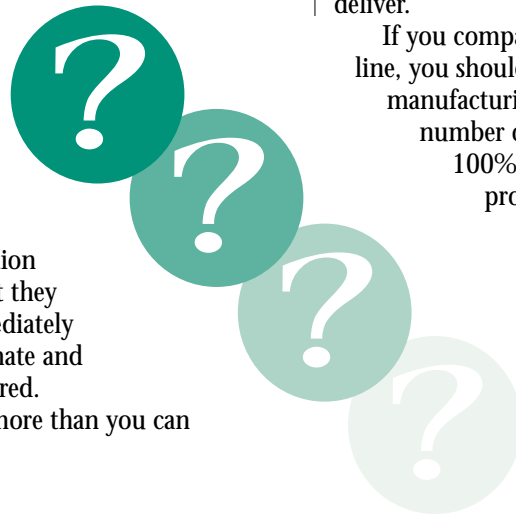 ion
t they
ediately
nate and
red.
more than you can
deliver.
If you compa
line, you shoul
manufacturi
number
100%
pro
?
?
?
?